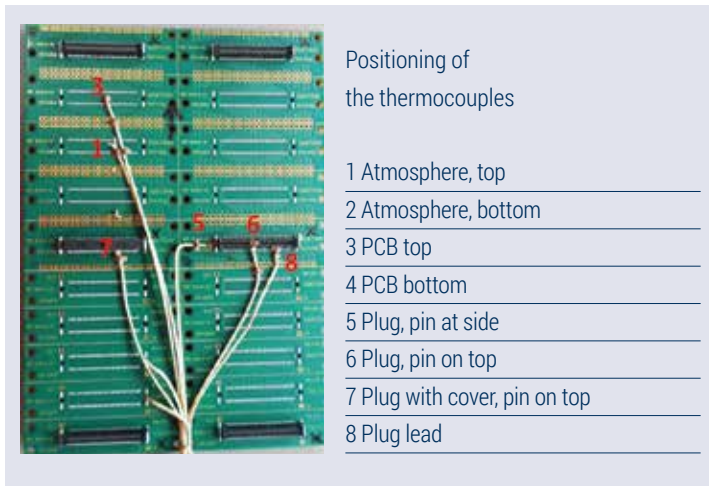 3
1
5
6
7
8
Positioning of
the thermocouples
1 Atmosphere, top
2 Atmosphere, bottom
3 PCB top
4 PCB bottom
5 Plug, pin at side
6 Plug, pin on top
7 Plug with cover, pin on top
8 Plug lead